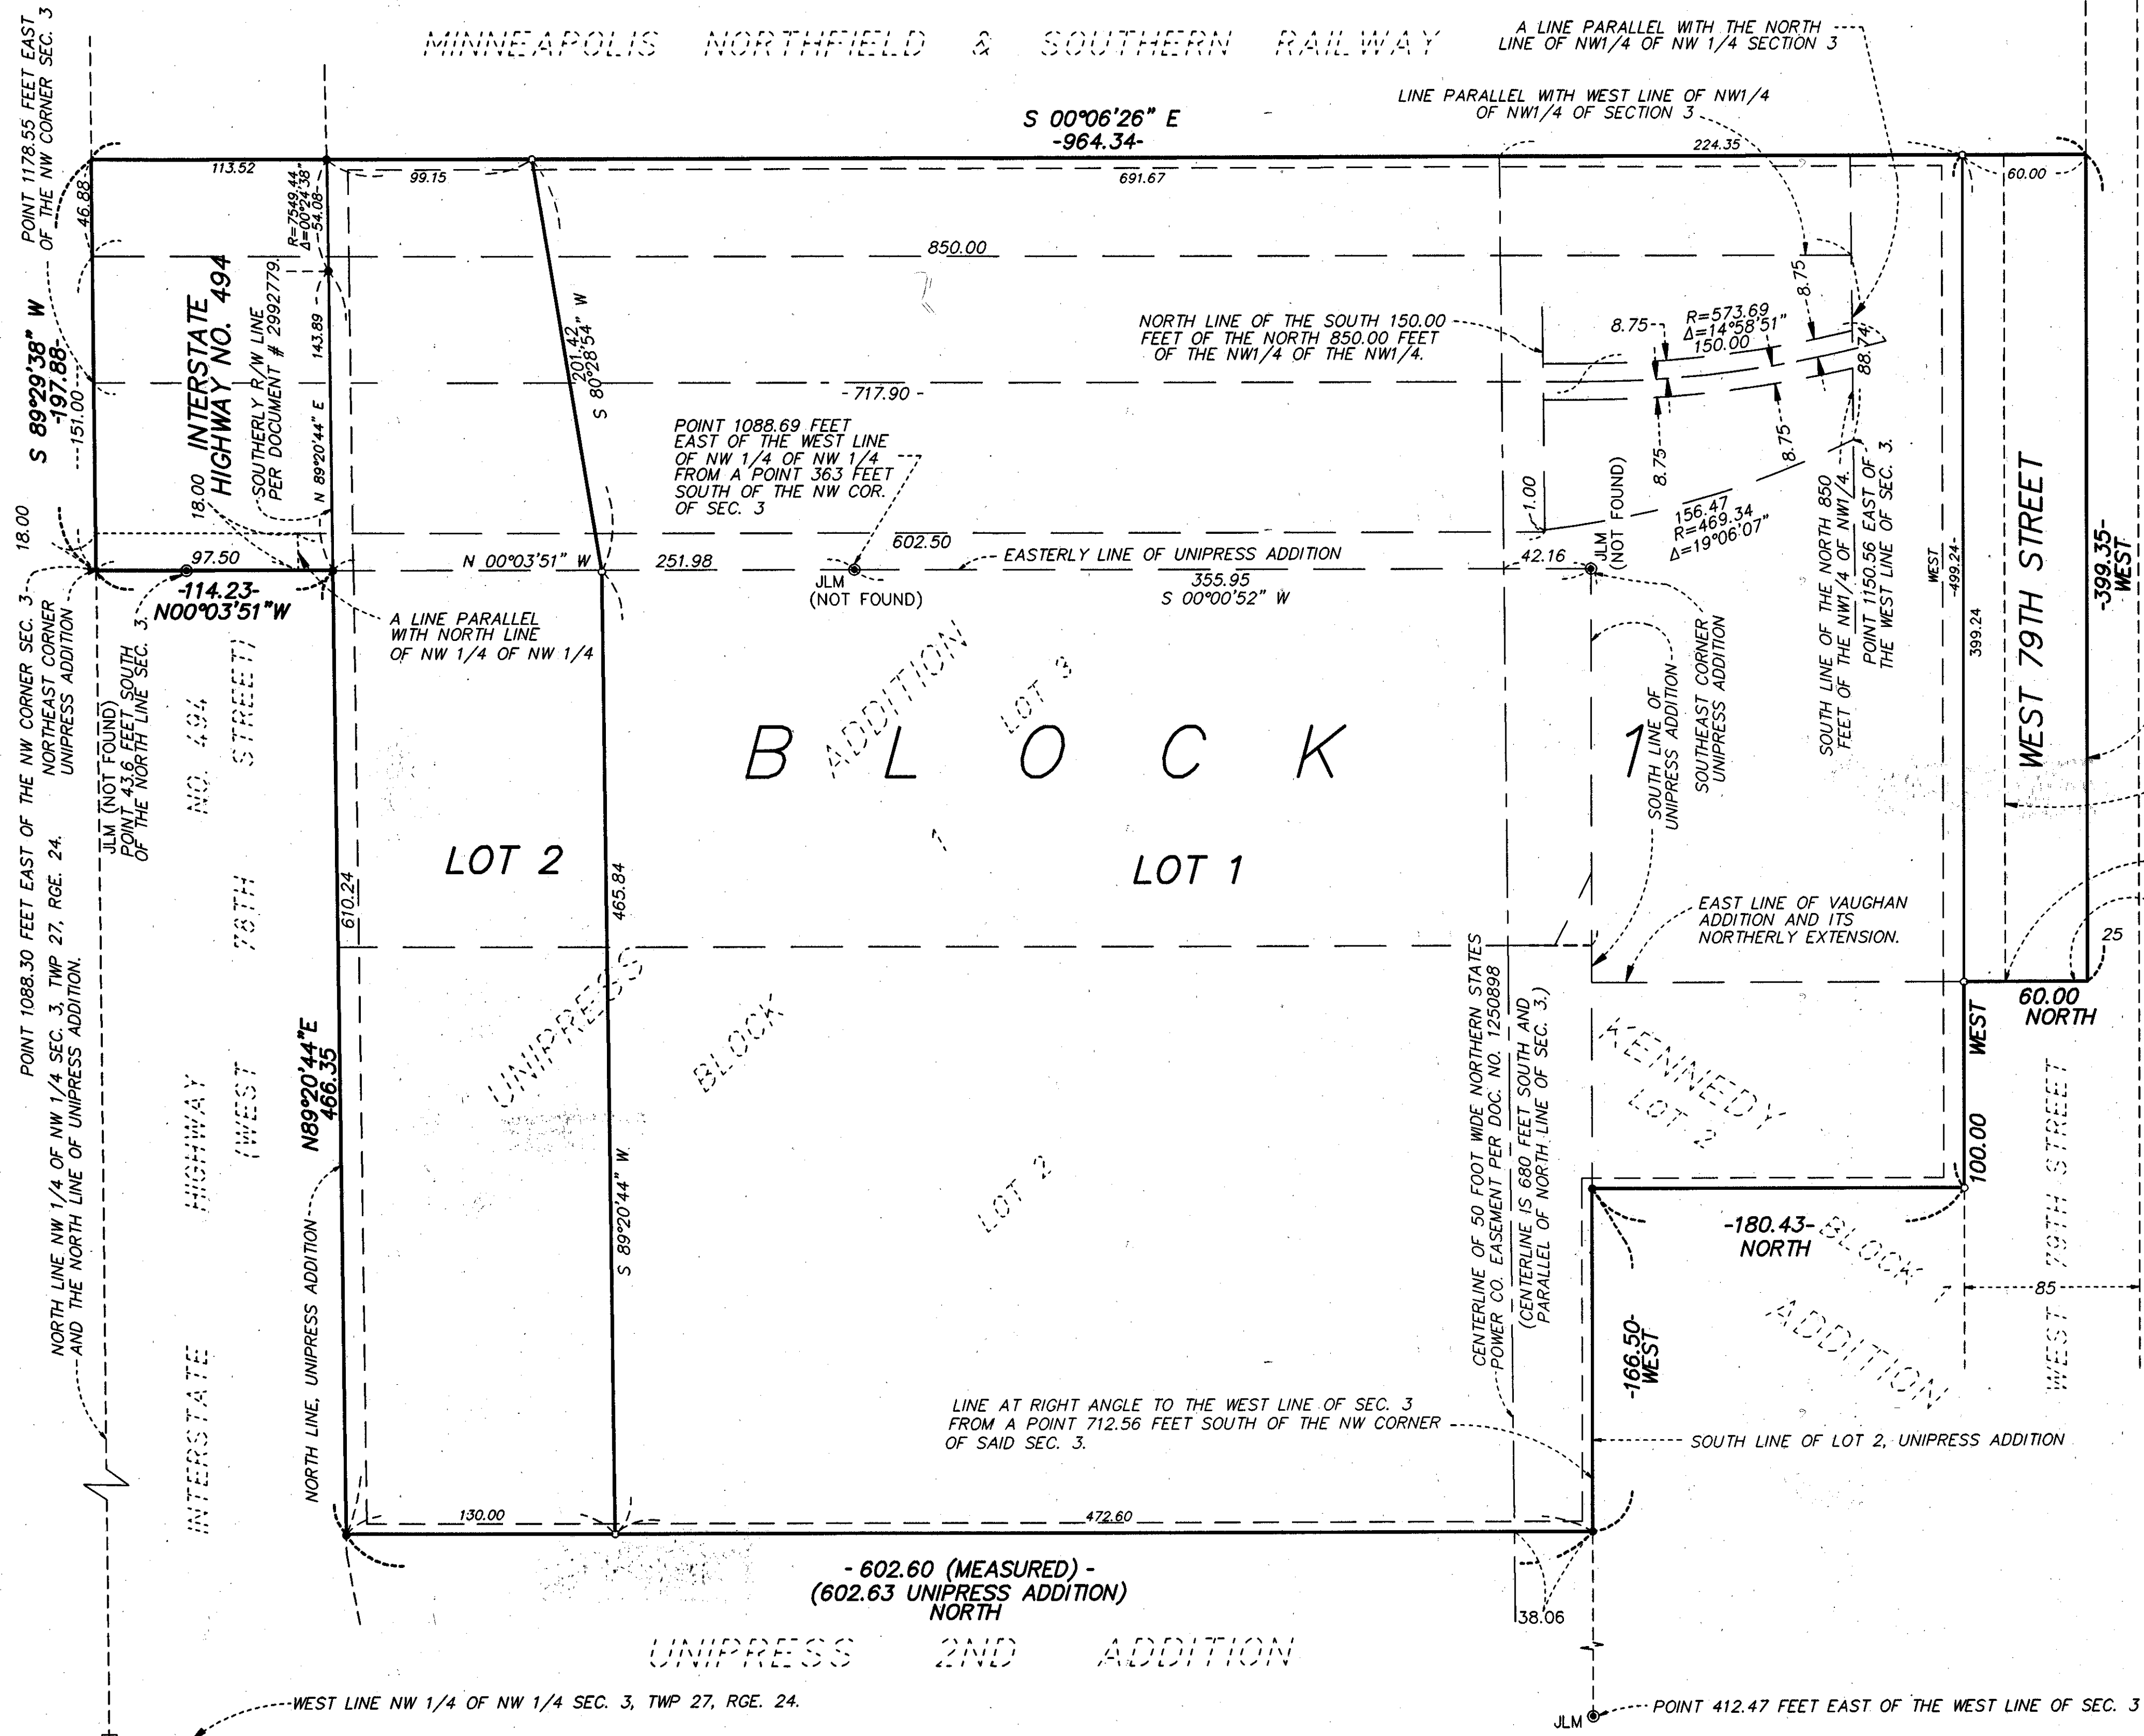 MINNEAPOLIS NORTHFIELD & SOUTHERN RAILWAY
A LINE PARALLEL WITH THE NORTH
LINE OF NW1/4 OF NW 1/4 SECTION 3
LINE PARALLEL WITH WEST LINE OF NW1/4
OF NW1/4 OF SECTION 3
S 00°06'26" E
-964.34-
POINT 1178.55 FEET EAST
OF THE NW CORNER SEC. 3
113.52
99.15
691.67
224.35
60.00
46.88
R=7549.44
Δ=00°24'38"
-54.08-
850.00
S 89°29'38" W
-197.88-
-151.00-
INTERSTATE
HIGHWAY NO. 494
SOUTHERLY R/W LINE
PER DOCUMENT # 2992779.
143.89
N 89°20'44" E
18.00
201.42
S 80°28'54" W
NORTH LINE OF THE SOUTH 150.00
FEET OF THE NORTH 850.00 FEET
OF THE NW1/4 OF THE NW1/4.
8.75
R=573.69
Δ=14°58'51"
150.00
8.75
88.74
8.75
8.75
-717.90-
POINT 1088.69 FEET
EAST OF THE WEST LINE
OF NW 1/4 OF NW 1/4
FROM A POINT 363 FEET
SOUTH OF THE NW COR.
OF SEC. 3
1.00
156.47
R=469.34
Δ=19°06'07"
JLM
(NOT FOUND)
SOUTH LINE OF THE NORTH 850
FEET OF THE NW1/4 OF NW1/4.
POINT 1150.56 EAST OF
THE WEST LINE OF SEC. 3.
602.50
18.00
97.50
-114.23-
N00°03'51"W
N 00°03'51" W
251.98
EASTERLY LINE OF UNIPRESS ADDITION
42.16
JLM
(NOT FOUND)
355.95
S 00°00'52" W
WEST
-499.24-
399.24
WEST 79TH STREET
-399.35-
WEST
A LINE PARALLEL
WITH NORTH LINE
OF NW 1/4 OF NW 1/4
POINT 1088.30 FEET EAST OF THE NW CORNER SEC. 3
NORTHEAST CORNER
UNIPRESS ADDITION
JLM (NOT FOUND)
POINT 43.6 FEET SOUTH
OF THE NORTH LINE SEC. 3.
NORTH LINE NW 1/4 OF NW 1/4 SEC. 3, TWP 27, RGE. 24.
AND THE NORTH LINE OF UNIPRESS ADDITION.
INTERSTATE HIGHWAY NO. 494
(WEST 78TH STREET)
ADDITION
LOT 3
BLOCK 1
SOUTH LINE OF
UNIPRESS ADDITION
SOUTHEAST CORNER
UNIPRESS ADDITION
LOT 2
LOT 1
610.24
465.84
EAST LINE OF VAUGHAN
ADDITION AND ITS
NORTHERLY EXTENSION.
25
60.00
NORTH
UNIPRESS
BLOCK
N89°20'44"E
466.35
NORTH LINE, UNIPRESS ADDITION
S 89°20'44" W
LOT 2
CENTERLINE OF 50 FOOT WIDE NORTHERN STATES
POWER CO. EASEMENT PER DOC. NO. 1250898
(CENTERLINE IS 680 FEET SOUTH AND
PARALLEL OF NORTH LINE OF SEC. 3.)
KENNEDY
LOT 2
WEST
100.00
-180.43-
NORTH
BLOCK 1
ADDITION
85
WEST 79TH STREET
-166.50-
WEST
LINE AT RIGHT ANGLE TO THE WEST LINE OF SEC. 3
FROM A POINT 712.56 FEET SOUTH OF THE NW CORNER
OF SAID SEC. 3.
SOUTH LINE OF LOT 2, UNIPRESS ADDITION
130.00
472.60
- 602.60 (MEASURED) -
(602.63 UNIPRESS ADDITION)
NORTH
38.06
UNIPRESS 2ND ADDITION
WEST LINE NW 1/4 OF NW 1/4 SEC. 3, TWP 27, RGE. 24.
JLM
POINT 412.47 FEET EAST OF THE WEST LINE OF SEC. 3